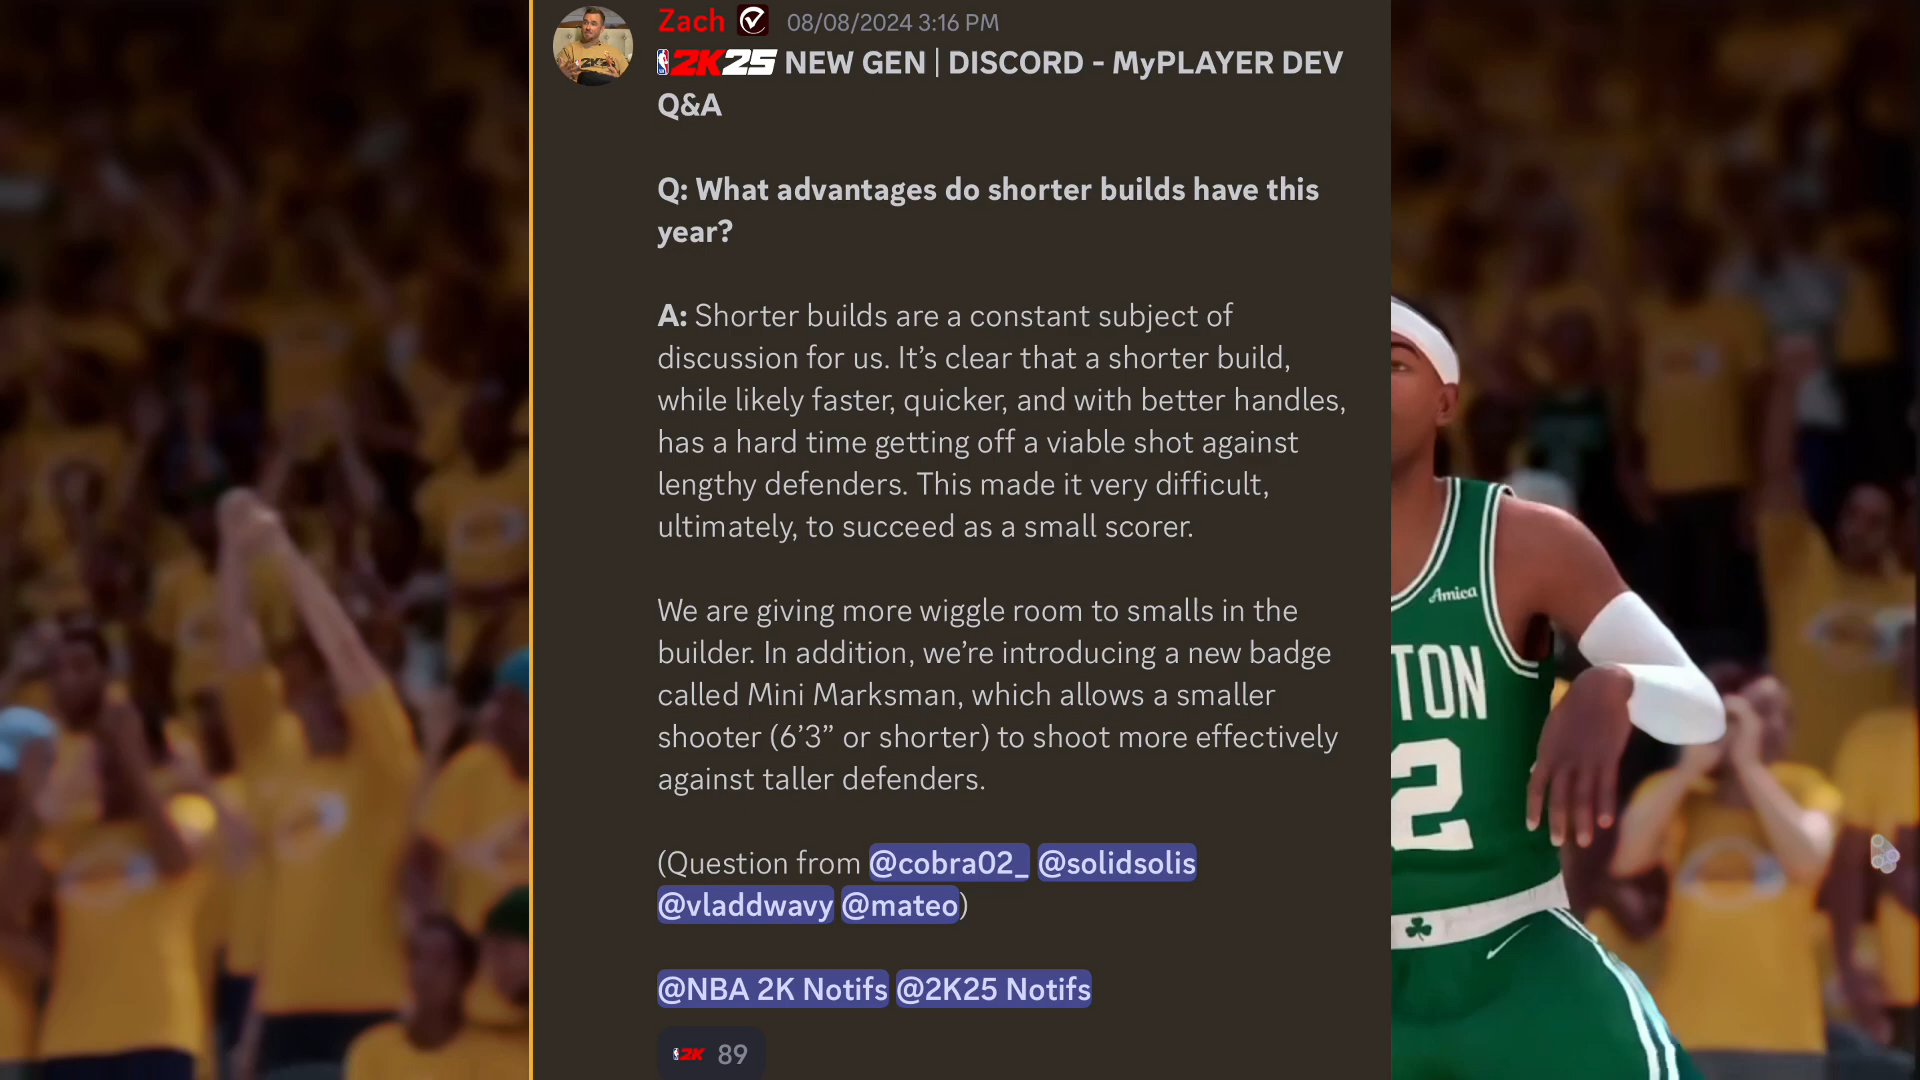 Zach 08/08/2024 3:16 PM
2K25 NEW GEN | DISCORD - MyPLAYER DEV
Q&A
Q: What advantages do shorter builds have this
year?
A: Shorter builds are a constant subject of
discussion for us. It’s clear that a shorter build,
while likely faster, quicker, and with better handles,
has a hard time getting off a viable shot against
lengthy defenders. This made it very difficult,
ultimately, to succeed as a small scorer.
We are giving more wiggle room to smalls in the
builder. In addition, we’re introducing a new badge
called Mini Marksman, which allows a smaller
shooter (6’3” or shorter) to shoot more effectively
against taller defenders.
(Question from @cobra02_ @solidsolis
@vladdwavy @mateo)
@NBA 2K Notifs @2K25 Notifs
2K 89
Amica
TON
2